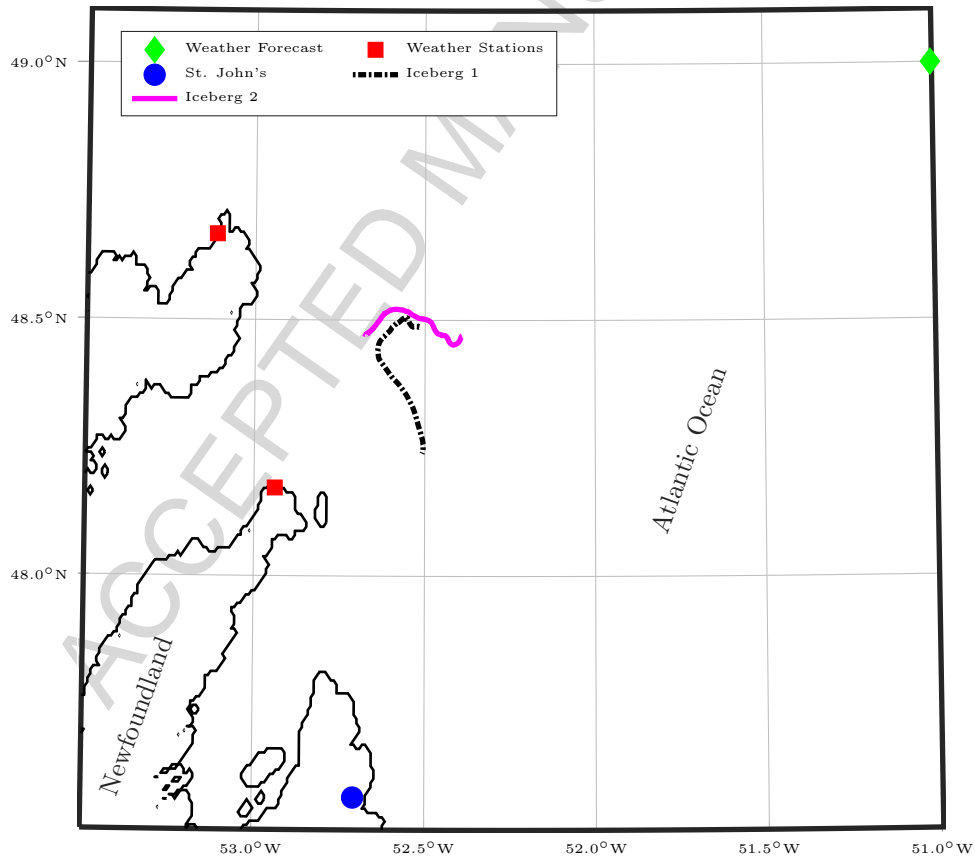 Weather Forecast
Weather Stations
St. John's
Iceberg 1
Iceberg 2
49.0°N
48.5°N
48.0°N
ACCEPTED MAN
Atlantic Ocean
Newfoundland
53.0°W
52.5°W
52.0°W
51.5°W
51.0°W